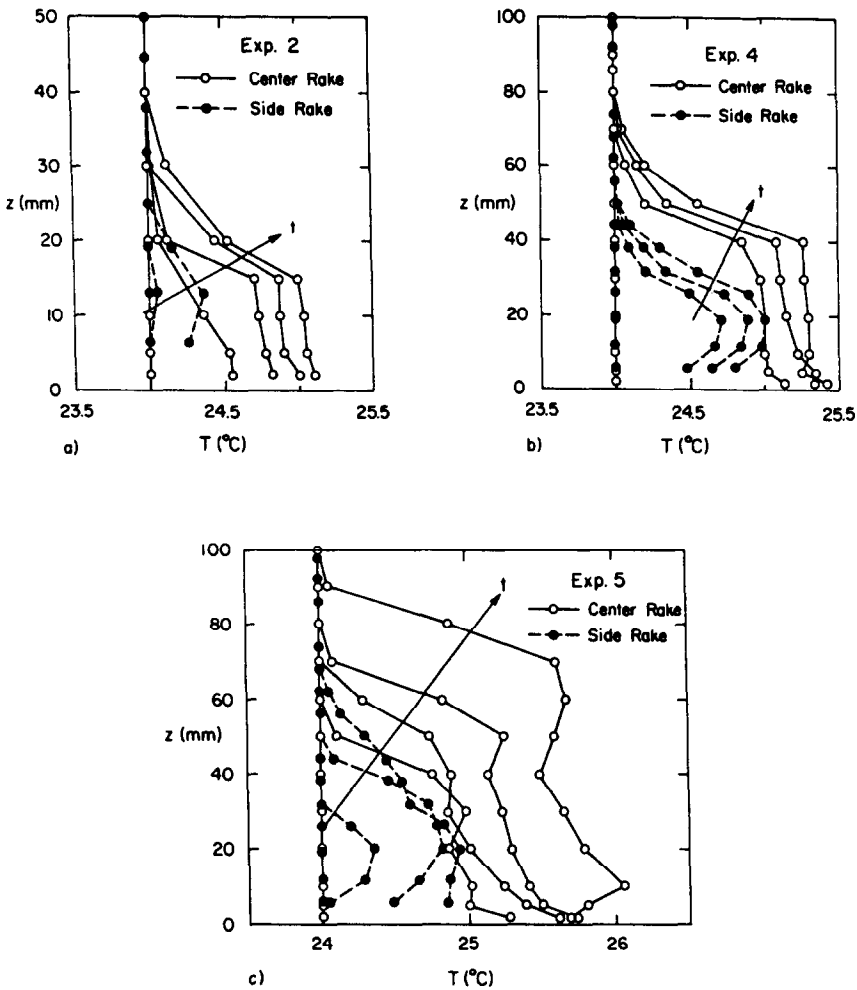 50
40
30
z (mm)
20
10
0
23.5
24.5
25.5
a)
T (°C)
Exp. 2
Center Rake
Side Rake
t
100
80
60
z (mm)
40
20
0
23.5
24.5
25.5
b)
T (°C)
Exp. 4
Center Rake
Side Rake
t
100
80
60
z (mm)
40
20
0
24
25
26
c)
T (°C)
Exp. 5
Center Rake
Side Rake
t